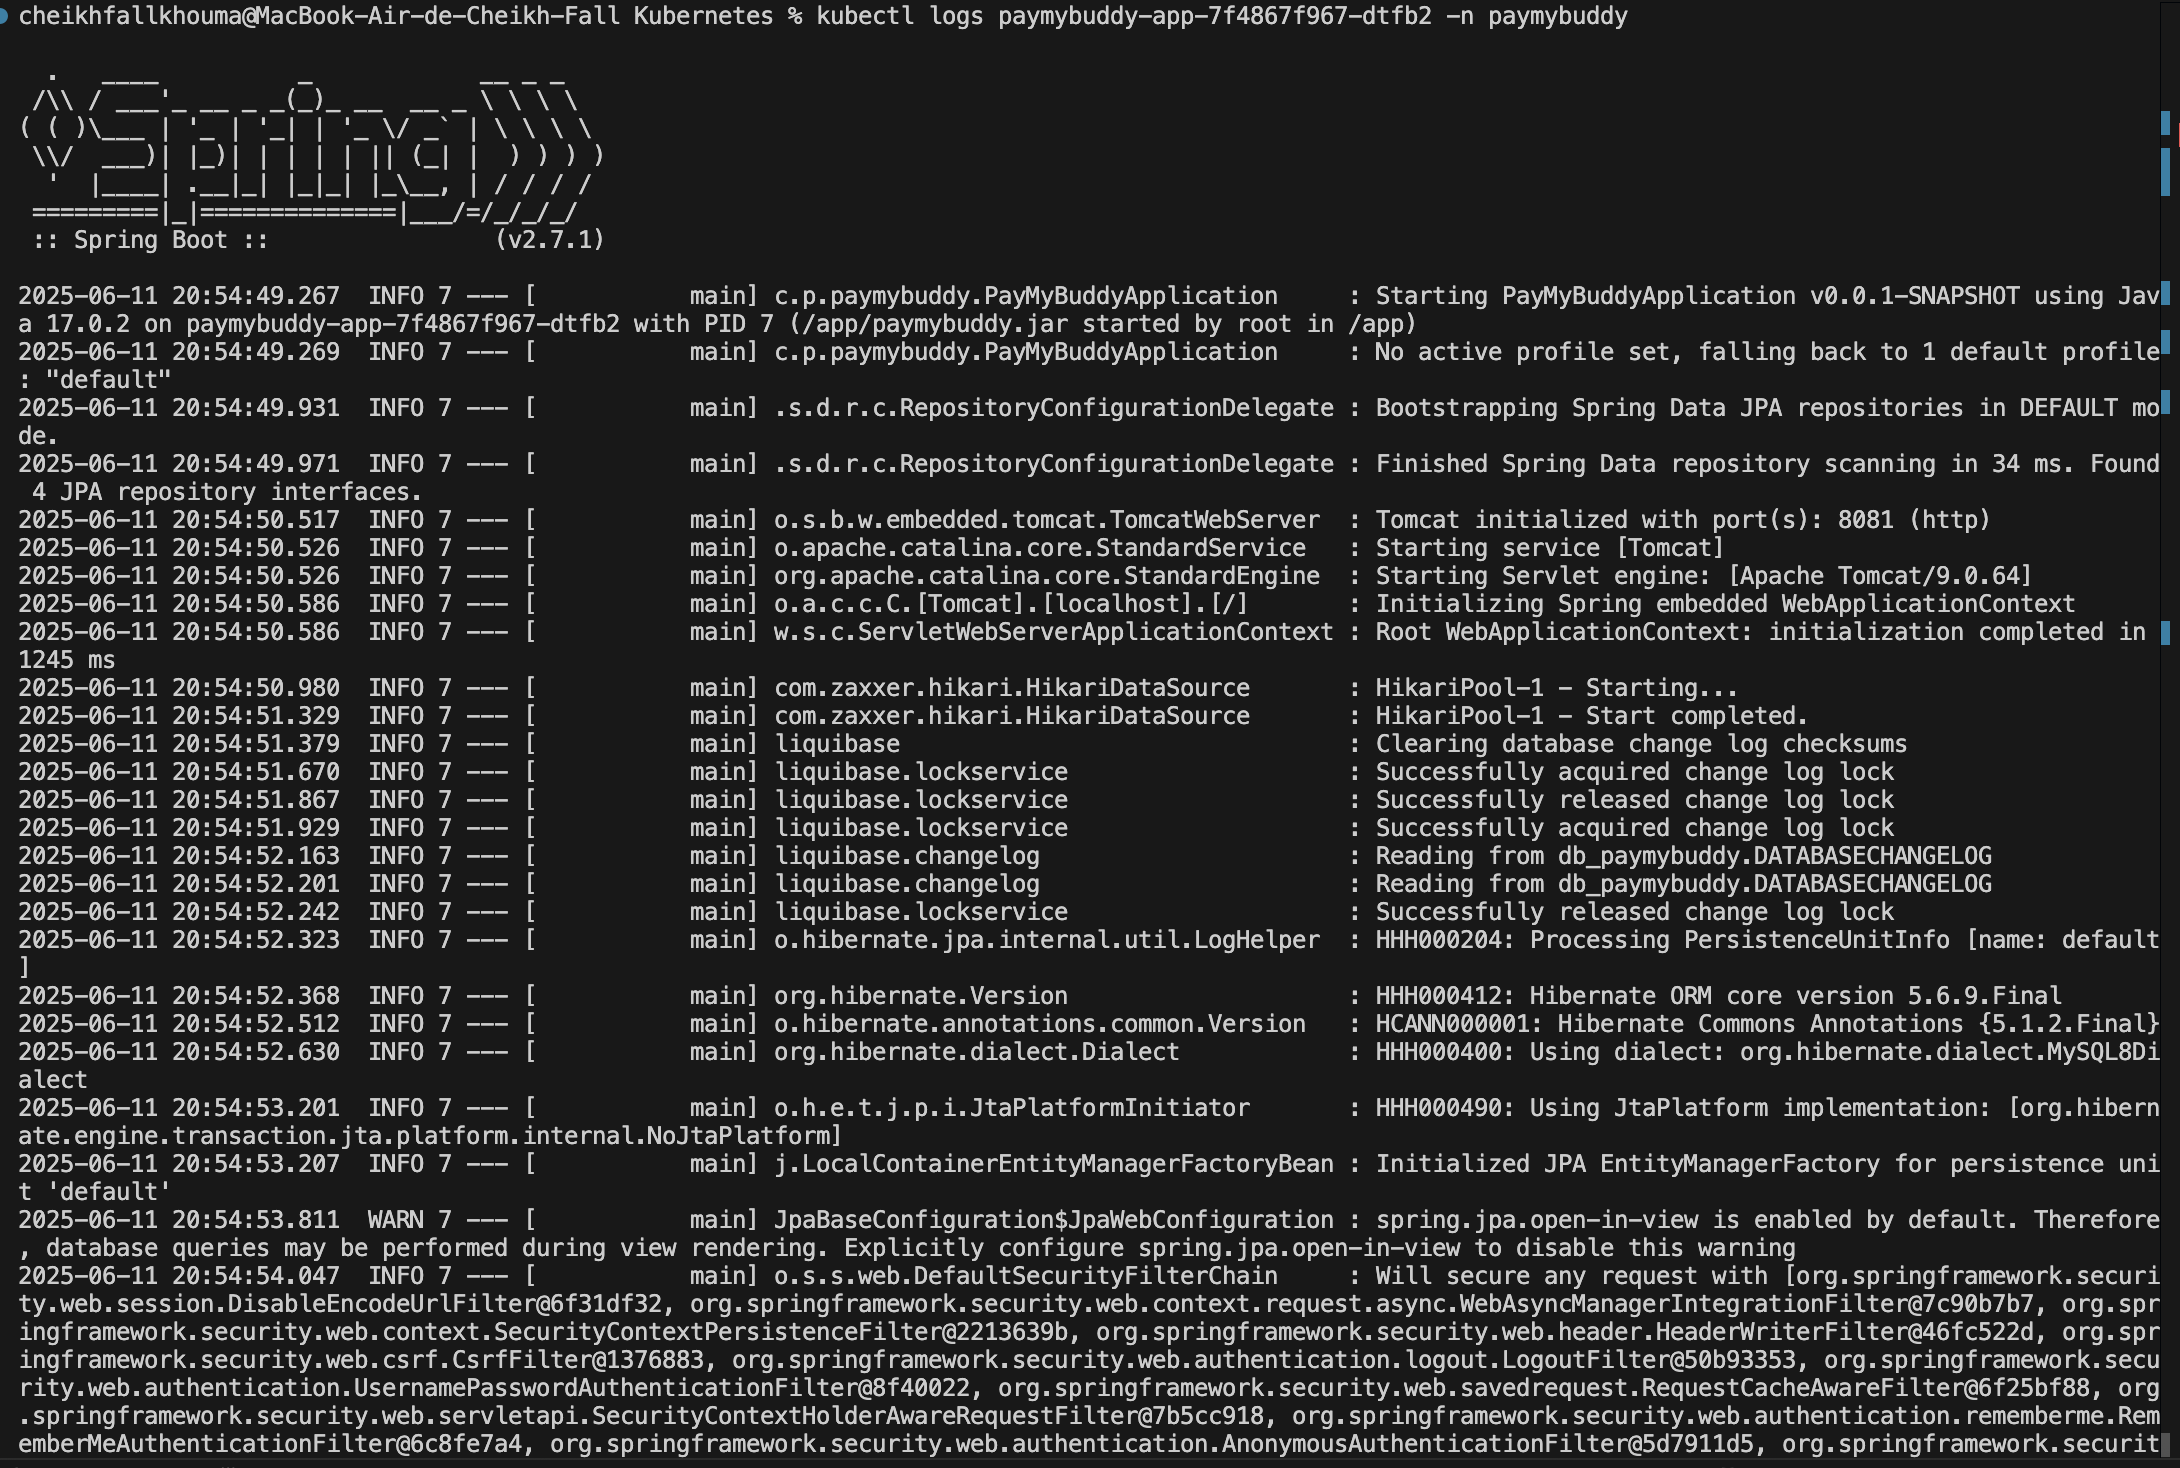 cheikhfallkhouma@MacBook-Air-de-Cheikh-Fall Kubernetes % kubectl logs paymybuddy-app-7f4867f967-dtfb2 -n paymybuddy
  .   ____          _            __ _ _
 /\\ / ___'_ __ _ _(_)_ __  __ _ \ \ \ \
( ( )\___ | '_ | '_| | '_ \/ _` | \ \ \ \
 \\/  ___)| |_)| | | | | || (_| |  ) ) ) )
  '  |____| .__|_| |_|_| |_\__, | / / / /
 =========|_|==============|___/=/_/_/_/
 :: Spring Boot ::                (v2.7.1)
2025-06-11 20:54:49.267  INFO 7 --- [           main] c.p.paymybuddy.PayMyBuddyApplication     : Starting PayMyBuddyApplication v0.0.1-SNAPSHOT using Jav
a 17.0.2 on paymybuddy-app-7f4867f967-dtfb2 with PID 7 (/app/paymybuddy.jar started by root in /app)
2025-06-11 20:54:49.269  INFO 7 --- [           main] c.p.paymybuddy.PayMyBuddyApplication     : No active profile set, falling back to 1 default profile
: "default"
2025-06-11 20:54:49.931  INFO 7 --- [           main] .s.d.r.c.RepositoryConfigurationDelegate : Bootstrapping Spring Data JPA repositories in DEFAULT mo
de.
2025-06-11 20:54:49.971  INFO 7 --- [           main] .s.d.r.c.RepositoryConfigurationDelegate : Finished Spring Data repository scanning in 34 ms. Found
 4 JPA repository interfaces.
2025-06-11 20:54:50.517  INFO 7 --- [           main] o.s.b.w.embedded.tomcat.TomcatWebServer  : Tomcat initialized with port(s): 8081 (http)
2025-06-11 20:54:50.526  INFO 7 --- [           main] o.apache.catalina.core.StandardService   : Starting service [Tomcat]
2025-06-11 20:54:50.526  INFO 7 --- [           main] org.apache.catalina.core.StandardEngine  : Starting Servlet engine: [Apache Tomcat/9.0.64]
2025-06-11 20:54:50.586  INFO 7 --- [           main] o.a.c.c.C.[Tomcat].[localhost].[/]       : Initializing Spring embedded WebApplicationContext
2025-06-11 20:54:50.586  INFO 7 --- [           main] w.s.c.ServletWebServerApplicationContext : Root WebApplicationContext: initialization completed in
1245 ms
2025-06-11 20:54:50.980  INFO 7 --- [           main] com.zaxxer.hikari.HikariDataSource       : HikariPool-1 - Starting...
2025-06-11 20:54:51.329  INFO 7 --- [           main] com.zaxxer.hikari.HikariDataSource       : HikariPool-1 - Start completed.
2025-06-11 20:54:51.379  INFO 7 --- [           main] liquibase                                : Clearing database change log checksums
2025-06-11 20:54:51.670  INFO 7 --- [           main] liquibase.lockservice                    : Successfully acquired change log lock
2025-06-11 20:54:51.867  INFO 7 --- [           main] liquibase.lockservice                    : Successfully released change log lock
2025-06-11 20:54:51.929  INFO 7 --- [           main] liquibase.lockservice                    : Successfully acquired change log lock
2025-06-11 20:54:52.163  INFO 7 --- [           main] liquibase.changelog                      : Reading from db_paymybuddy.DATABASECHANGELOG
2025-06-11 20:54:52.201  INFO 7 --- [           main] liquibase.changelog                      : Reading from db_paymybuddy.DATABASECHANGELOG
2025-06-11 20:54:52.242  INFO 7 --- [           main] liquibase.lockservice                    : Successfully released change log lock
2025-06-11 20:54:52.323  INFO 7 --- [           main] o.hibernate.jpa.internal.util.LogHelper  : HHH000204: Processing PersistenceUnitInfo [name: default
]
2025-06-11 20:54:52.368  INFO 7 --- [           main] org.hibernate.Version                    : HHH000412: Hibernate ORM core version 5.6.9.Final
2025-06-11 20:54:52.512  INFO 7 --- [           main] o.hibernate.annotations.common.Version   : HCANN000001: Hibernate Commons Annotations {5.1.2.Final}
2025-06-11 20:54:52.630  INFO 7 --- [           main] org.hibernate.dialect.Dialect            : HHH000400: Using dialect: org.hibernate.dialect.MySQL8Di
alect
2025-06-11 20:54:53.201  INFO 7 --- [           main] o.h.e.t.j.p.i.JtaPlatformInitiator       : HHH000490: Using JtaPlatform implementation: [org.hibern
ate.engine.transaction.jta.platform.internal.NoJtaPlatform]
2025-06-11 20:54:53.207  INFO 7 --- [           main] j.LocalContainerEntityManagerFactoryBean : Initialized JPA EntityManagerFactory for persistence uni
t 'default'
2025-06-11 20:54:53.811  WARN 7 --- [           main] JpaBaseConfiguration$JpaWebConfiguration : spring.jpa.open-in-view is enabled by default. Therefore
, database queries may be performed during view rendering. Explicitly configure spring.jpa.open-in-view to disable this warning
2025-06-11 20:54:54.047  INFO 7 --- [           main] o.s.s.web.DefaultSecurityFilterChain     : Will secure any request with [org.springframework.securi
ty.web.session.DisableEncodeUrlFilter@6f31df32, org.springframework.security.web.context.request.async.WebAsyncManagerIntegrationFilter@7c90b7b7, org.spr
ingframework.security.web.context.SecurityContextPersistenceFilter@2213639b, org.springframework.security.web.header.HeaderWriterFilter@46fc522d, org.spr
ingframework.security.web.csrf.CsrfFilter@1376883, org.springframework.security.web.authentication.logout.LogoutFilter@50b93353, org.springframework.secu
rity.web.authentication.UsernamePasswordAuthenticationFilter@8f40022, org.springframework.security.web.savedrequest.RequestCacheAwareFilter@6f25bf88, org
.springframework.security.web.servletapi.SecurityContextHolderAwareRequestFilter@7b5cc918, org.springframework.security.web.authentication.rememberme.Rem
emberMeAuthenticationFilter@6c8fe7a4, org.springframework.security.web.authentication.AnonymousAuthenticationFilter@5d7911d5, org.springframework.securit